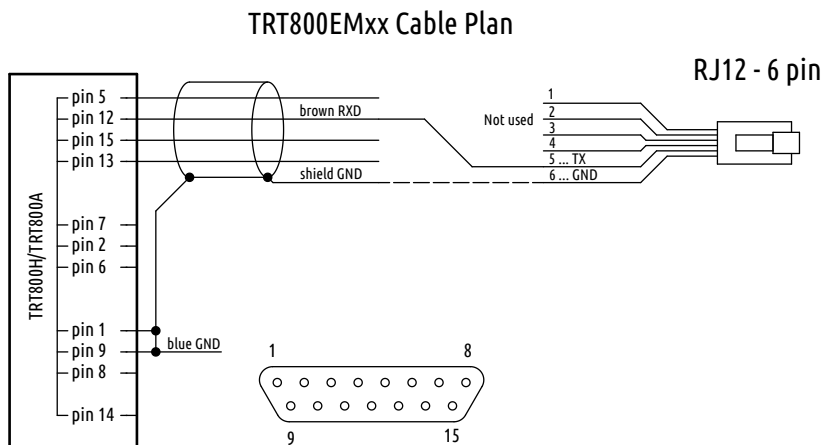 TRT800EMxx Cable Plan
RJ12 - 6 pin
TRT800H/TRT800A
pin 5
pin 12
pin 15
pin 13
pin 7
pin 2
pin 6
pin 1
pin 9
pin 8
pin 14
brown RXD
shield GND
blue GND
Not used
1
2
3
4
5 ... TX
6 ... GND
1
8
9
15